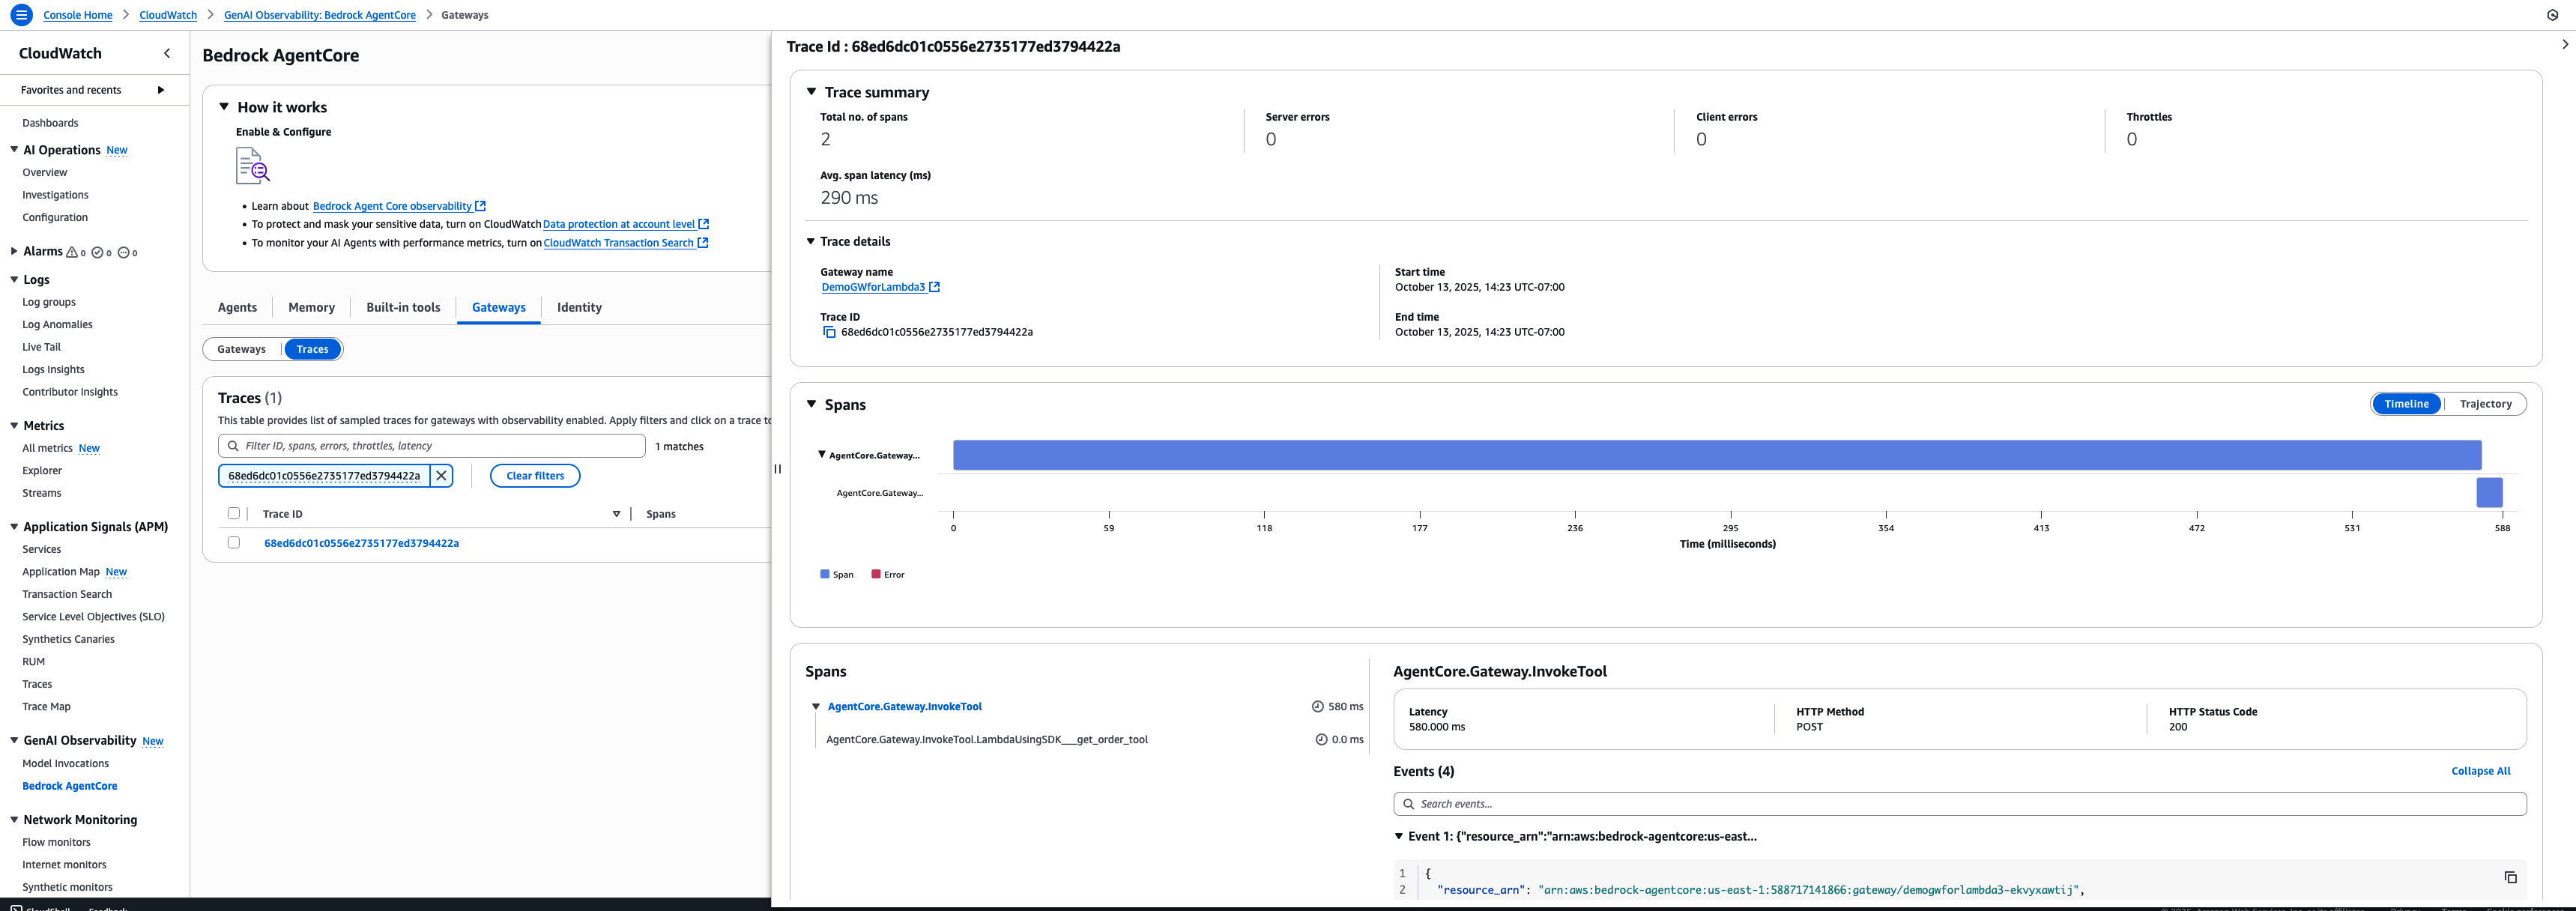 Console Home > CloudWatch > GenAI Observability: Bedrock AgentCore > Gateways
CloudWatch
Favorites and recents
Dashboards
AI Operations New
Overview
Investigations
Configuration
Alarms 0 0 0
Logs
Log groups
Log Anomalies
Live Tail
Logs Insights
Contributor Insights
Metrics
All metrics New
Explorer
Streams
Application Signals (APM)
Services
Application Map New
Transaction Search
Service Level Objectives (SLO)
Synthetics Canaries
RUM
Traces
Trace Map
GenAI Observability New
Model Invocations
Bedrock AgentCore
Network Monitoring
Flow monitors
Internet monitors
Synthetic monitors
CloudShell Feedback
Bedrock AgentCore
How it works
Enable & Configure
• Learn about Bedrock Agent Core observability
• To protect and mask your sensitive data, turn on CloudWatch Data protection at account level
• To monitor your AI Agents with performance metrics, turn on CloudWatch Transaction Search
Agents Memory Built-in tools Gateways Identity
Gateways Traces
Traces (1)
This table provides list of sampled traces for gateways with observability enabled. Apply filters and click on a trace to
Filter ID, spans, errors, throttles, latency 1 matches
68ed6dc01c0556e2735177ed3794422a Clear filters
Trace ID Spans
68ed6dc01c0556e2735177ed3794422a
Trace Id : 68ed6dc01c0556e2735177ed3794422a
Trace summary
Total no. of spans Server errors Client errors Throttles
2 0 0 0
Avg. span latency (ms)
290 ms
Trace details
Gateway name Start time
DemoGWforLambda3 October 13, 2025, 14:23 UTC-07:00
Trace ID End time
68ed6dc01c0556e2735177ed3794422a October 13, 2025, 14:23 UTC-07:00
Spans Timeline Trajectory
AgentCore.Gateway...
AgentCore.Gateway...
0 59 118 177 236 295 354 413 472 531 588
Time (milliseconds)
Span Error
Spans
AgentCore.Gateway.InvokeTool 580 ms
AgentCore.Gateway.InvokeTool.LambdaUsingSDK___get_order_tool 0.0 ms
AgentCore.Gateway.InvokeTool
Latency HTTP Method HTTP Status Code
580.000 ms POST 200
Events (4) Collapse All
Search events...
Event 1: {"resource_arn":"arn:aws:bedrock-agentcore:us-east...
1 {
2 "resource_arn": "arn:aws:bedrock-agentcore:us-east-1:588717141866:gateway/demogwforlambda3-ekvyxawtij",